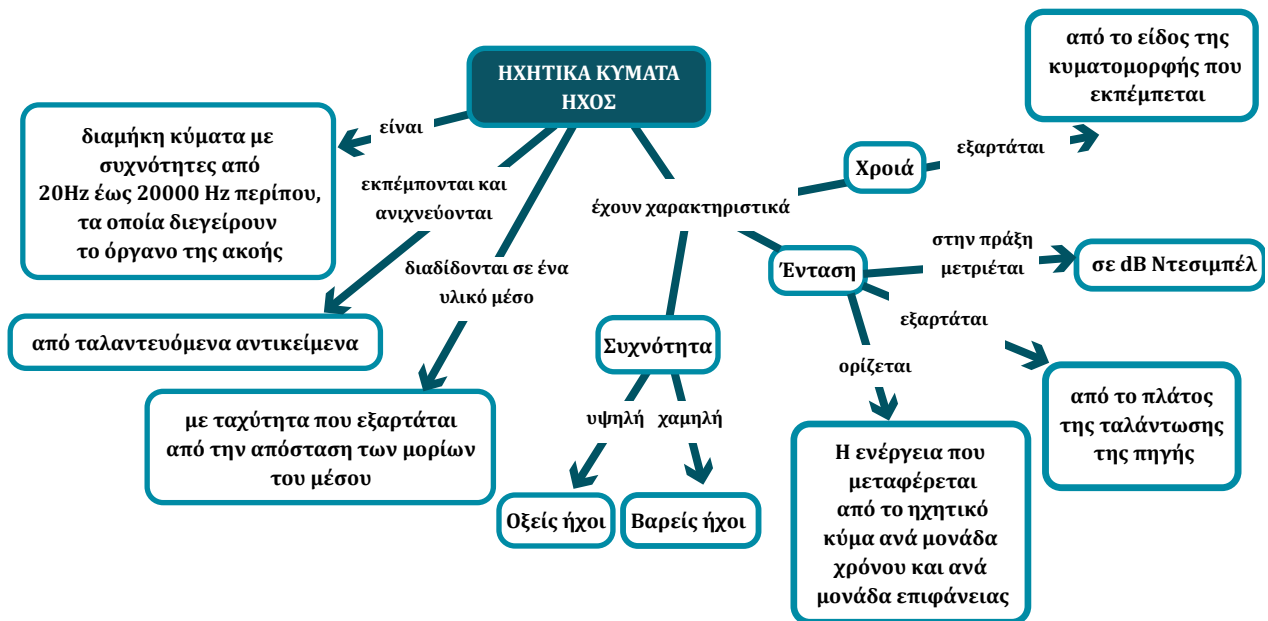 ΗΧΗΤΙΚΑ ΚΥΜΑΤΑ
ΗΧΟΣ
είναι
διαμήκη κύματα με
συχνότητες από
20Hz έως 20000 Hz περίπου,
τα οποία διεγείρουν
το όργανο της ακοής
εκπέμπονται και
ανιχνεύονται
από ταλαντευόμενα αντικείμενα
διαδίδονται σε ένα
υλικό μέσο
με ταχύτητα που εξαρτάται
από την απόσταση των μορίων
του μέσου
έχουν χαρακτηριστικά
Συχνότητα
υψηλή
χαμηλή
Οξείς ήχοι
Βαρείς ήχοι
Χροιά
εξαρτάται
από το είδος της
κυματομορφής που
εκπέμπεται
Ένταση
στην πράξη
μετριέται
σε dB Ντεσιμπέλ
εξαρτάται
από το πλάτος
της ταλάντωσης
της πηγής
ορίζεται
Η ενέργεια που
μεταφέρεται
από το ηχητικό
κύμα ανά μονάδα
χρόνου και ανά
μονάδα επιφάνειας